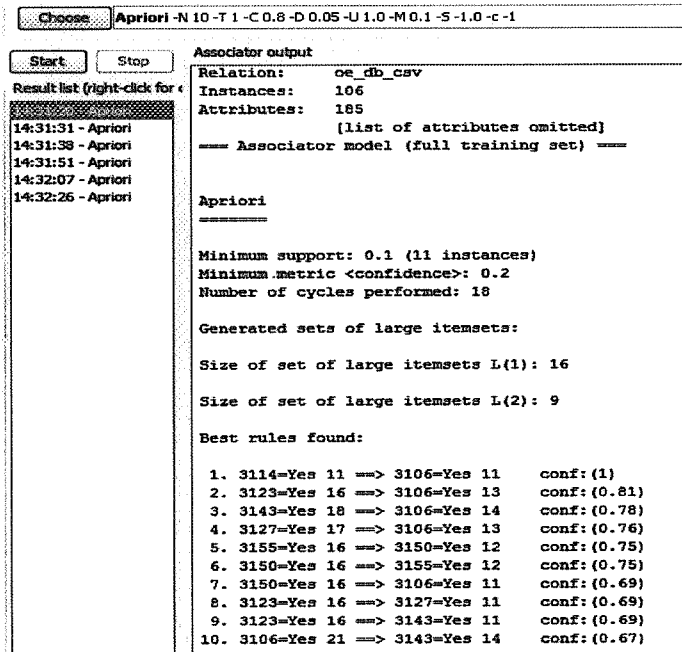 Choose Apriori -N 10 -T 1 -C 0.8 -D 0.05 -U 1.0 -M 0.1 -S -1.0 -c -1
Start Stop
Result list (right-click for
14:31:31 - Apriori
14:31:38 - Apriori
14:31:51 - Apriori
14:32:07 - Apriori
14:32:26 - Apriori
Associator output
Relation: oe_db_csv
Instances: 106
Attributes: 185
[list of attributes omitted]
=== Associator model (full training set) ===
Apriori
=======
Minimum support: 0.1 (11 instances)
Minimum metric <confidence>: 0.2
Number of cycles performed: 18
Generated sets of large itemsets:
Size of set of large itemsets L(1): 16
Size of set of large itemsets L(2): 9
Best rules found:
1. 3114=Yes 11 ==> 3106=Yes 11 conf:(1)
2. 3123=Yes 16 ==> 3106=Yes 13 conf:(0.81)
3. 3143=Yes 18 ==> 3106=Yes 14 conf:(0.78)
4. 3127=Yes 17 ==> 3106=Yes 13 conf:(0.76)
5. 3155=Yes 16 ==> 3150=Yes 12 conf:(0.75)
6. 3150=Yes 16 ==> 3155=Yes 12 conf:(0.75)
7. 3150=Yes 16 ==> 3106=Yes 11 conf:(0.69)
8. 3123=Yes 16 ==> 3127=Yes 11 conf:(0.69)
9. 3123=Yes 16 ==> 3143=Yes 11 conf:(0.69)
10. 3106=Yes 21 ==> 3143=Yes 14 conf:(0.67)